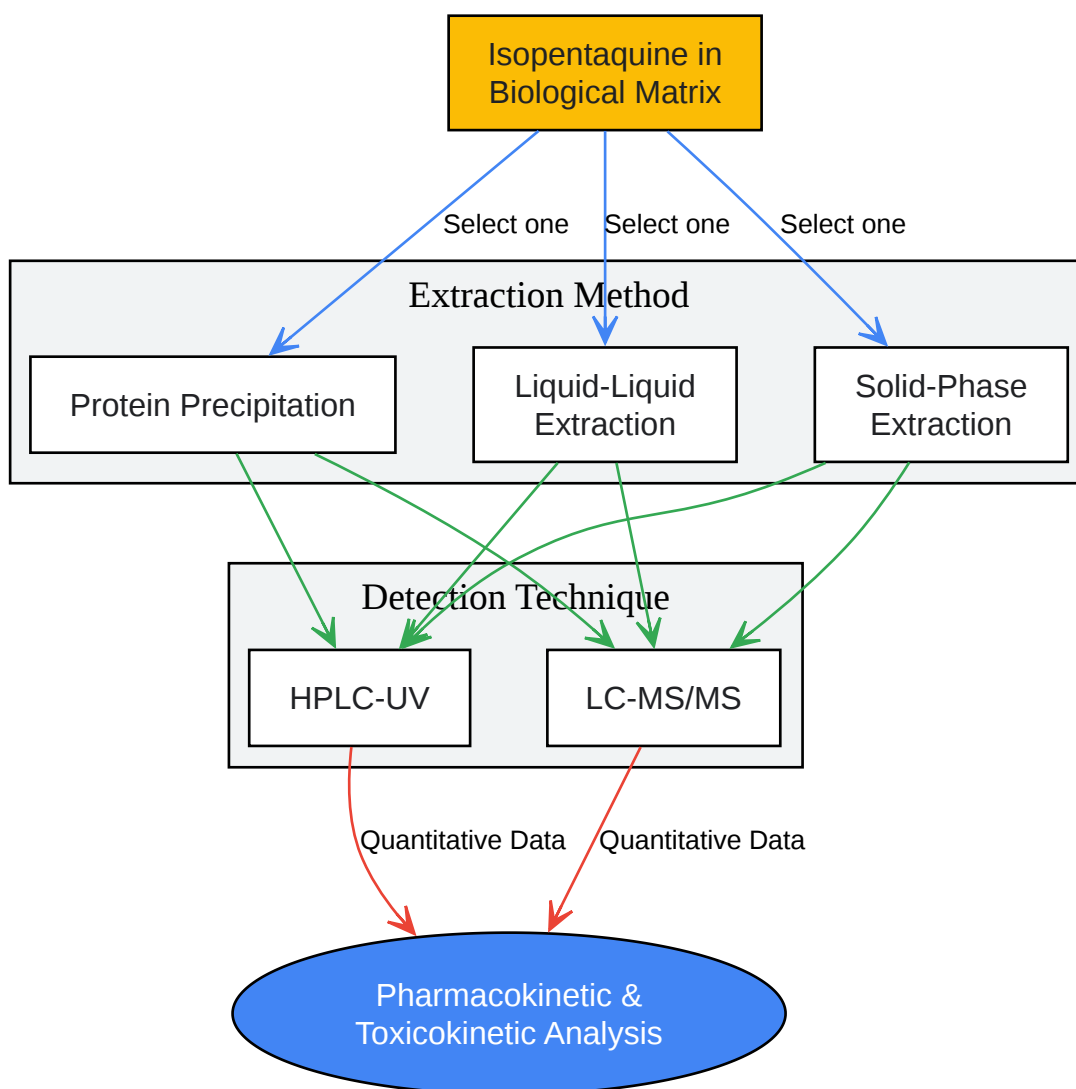 Isopentaquine in
Biological Matrix
Select one
Select one
Select one
Extraction Method
Protein Precipitation
Liquid-Liquid
Extraction
Solid-Phase
Extraction
Detection Technique
HPLC-UV
LC-MS/MS
Quantitative Data
Quantitative Data
Pharmacokinetic &
Toxicokinetic Analysis